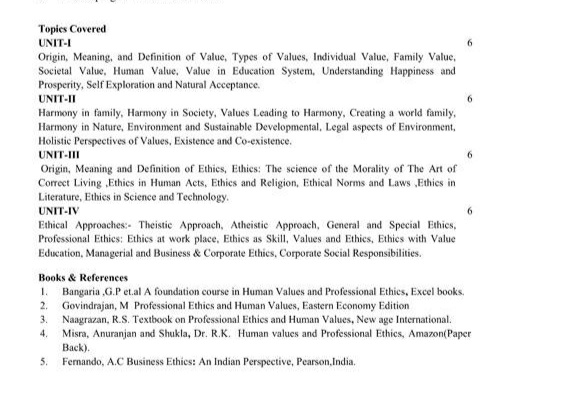 Topics Covered
UNIT-I 6
Origin, Meaning, and Definition of Value, Types of Values, Individual Value, Family Value,
Societal Value, Human Value, Value in Education System, Understanding Happiness and
Prosperity, Self Exploration and Natural Acceptance.
UNIT-II 6
Harmony in family, Harmony in Society, Values Leading to Harmony, Creating a world family,
Harmony in Nature, Environment and Sustainable Developmental, Legal aspects of Environment,
Holistic Perspectives of Values, Existence and Co-existence.
UNIT-III 6
Origin, Meaning and Definition of Ethics, Ethics: The science of the Morality of The Art of
Correct Living ,Ethics in Human Acts, Ethics and Religion, Ethical Norms and Laws ,Ethics in
Literature, Ethics in Science and Technology.
UNIT-IV 6
Ethical Approaches:- Theistic Approach, Atheistic Approach, General and Special Ethics,
Professional Ethics: Ethics at work place, Ethics as Skill, Values and Ethics, Ethics with Value
Education, Managerial and Business & Corporate Ethics, Corporate Social Responsibilities.
Books & References
1. Bangaria ,G.P et.al A foundation course in Human Values and Professional Ethics, Excel books.
2. Govindrajan, M Professional Ethics and Human Values, Eastern Economy Edition
3. Naagrazan, R.S. Textbook on Professional Ethics and Human Values, New age International.
4. Misra, Anuranjan and Shukla, Dr. R.K. Human values and Professional Ethics, Amazon(Paper
Back).
5. Fernando, A.C Business Ethics: An Indian Perspective, Pearson,India.